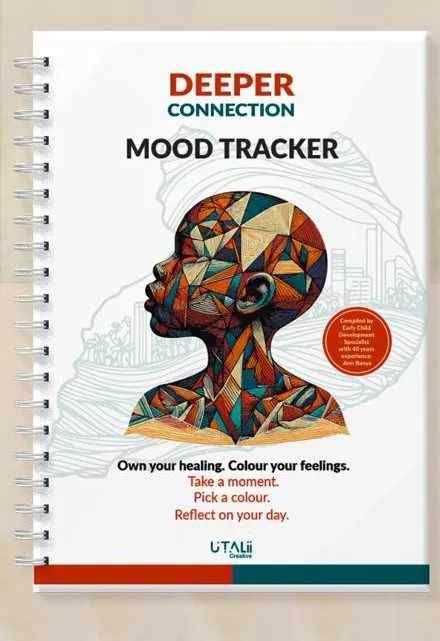 DEEPER
CONNECTION
MOOD TRACKER
Compiled by
Early Child
Development
Specialist
with 40 years
experience:
Ann Barya
Own your healing. Colour your feelings.
Take a moment.
Pick a colour.
Reflect on your day.
UTALii
Creative